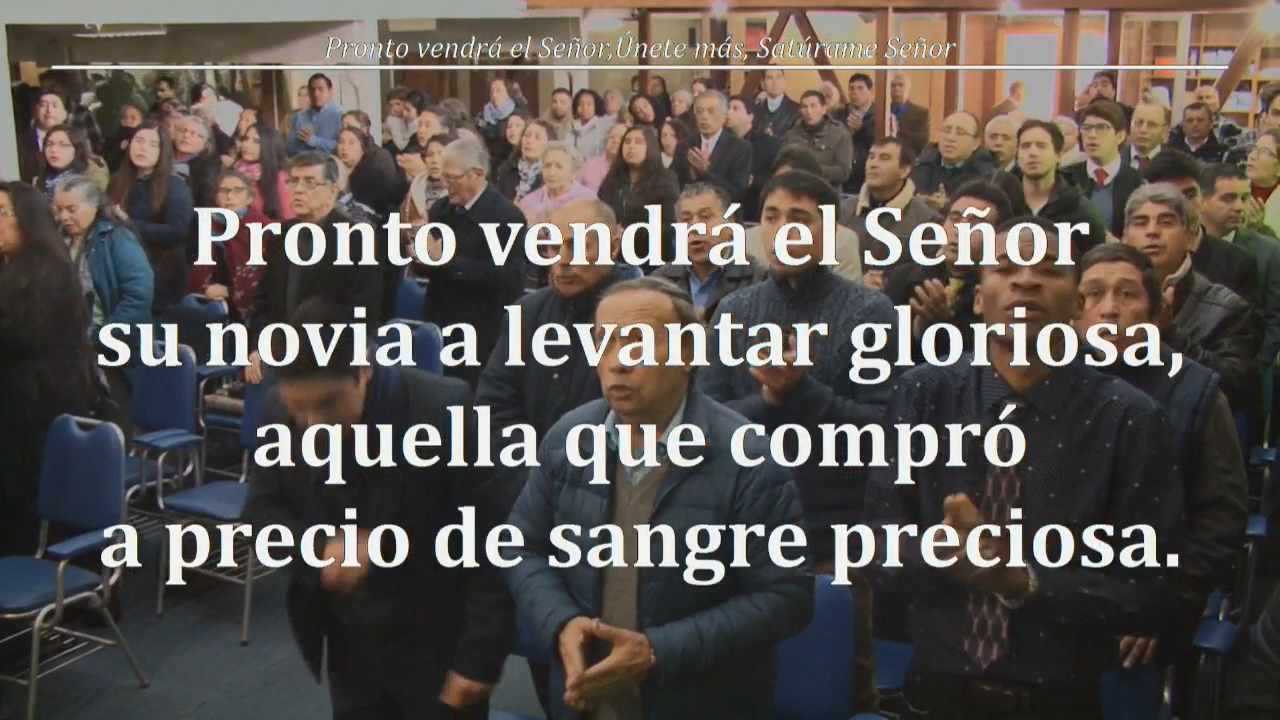 Pronto vendrá el Señor,Únete más, Satúrame Señor
Pronto vendrá el Señor
su novia a levantar gloriosa,
aquella que compró
a precio de sangre preciosa.